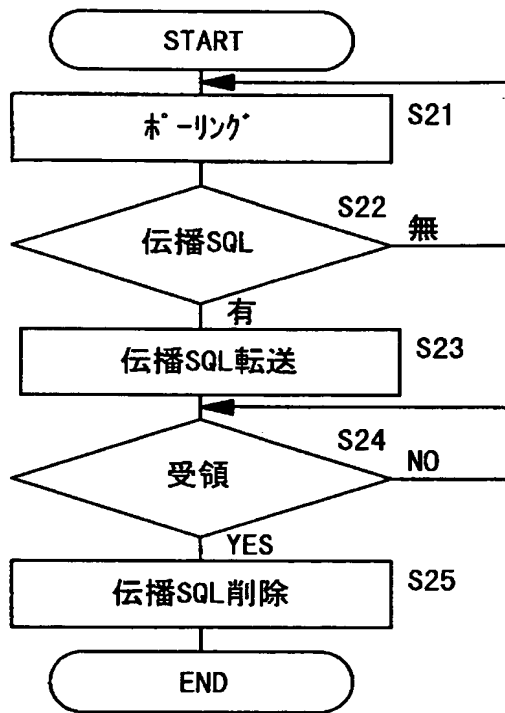 START
ﾎﾟｰﾘﾝｸﾞ
S21
S22
伝播SQL
無
有
伝播SQL転送
S23
S24
受領
NO
YES
伝播SQL削除
S25
END